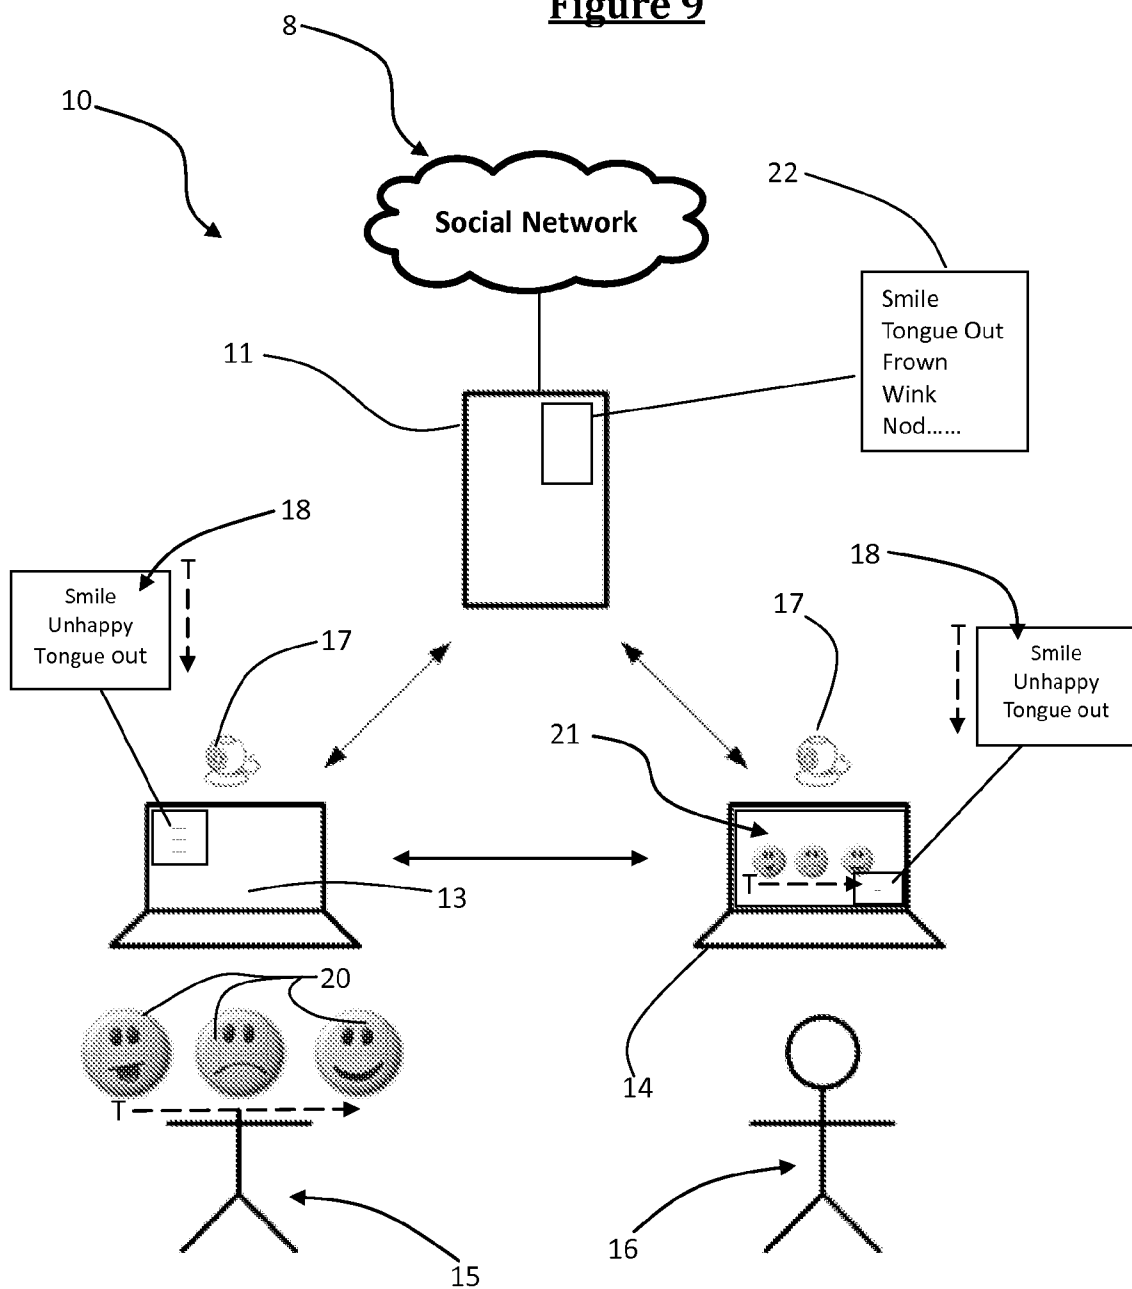 Figure 9
8
10
Social Network
22
Smile
Tongue Out
Frown
Wink
Nod......
11
18
T
Smile
Unhappy
Tongue out
17
18
17
T
Smile
Unhappy
Tongue out
21
T
13
20
T
14
16
15